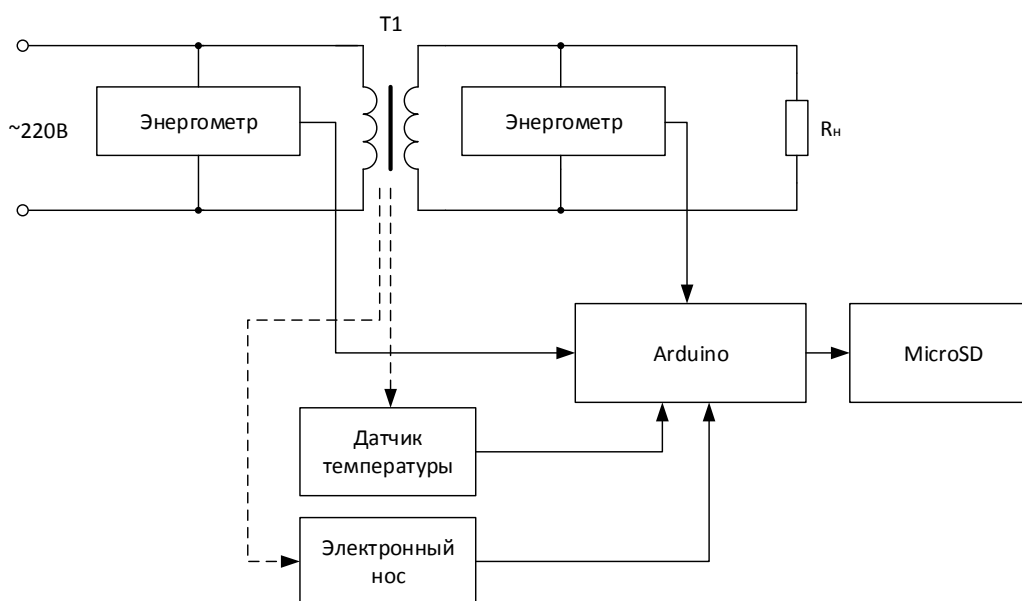 T1
~220В
Энергометр
Энергометр
Rн
Arduino
MicroSD
Датчик
температуры
Электронный
нос